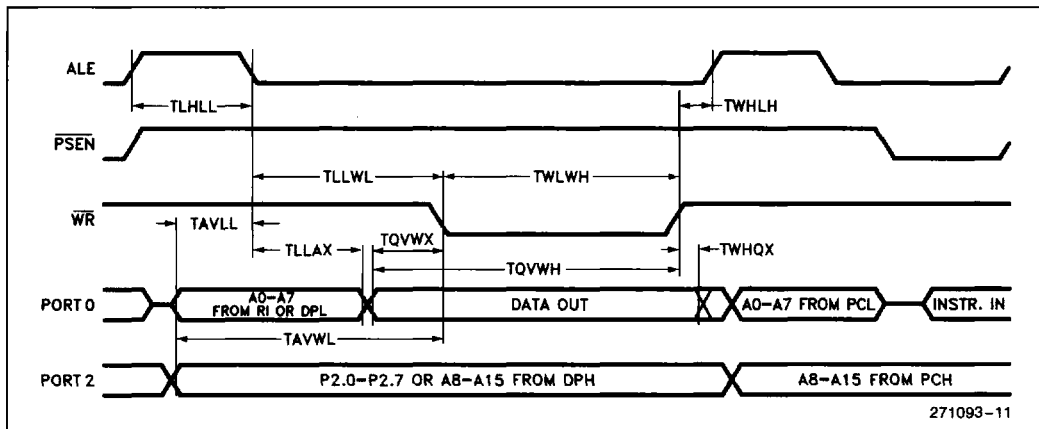 ALE
TLHLL
TWHLH
PSEN
TLLWL
TWLWH
WR
TAVLL
TQVWX
TLLAX
TWHQX
TQVWH
PORT 0
A0-A7
FROM RI OR DPL
DATA OUT
A0-A7 FROM PCL
INSTR. IN
TAVWL
PORT 2
P2.0-P2.7 OR A8-A15 FROM DPH
A8-A15 FROM PCH
271093-11